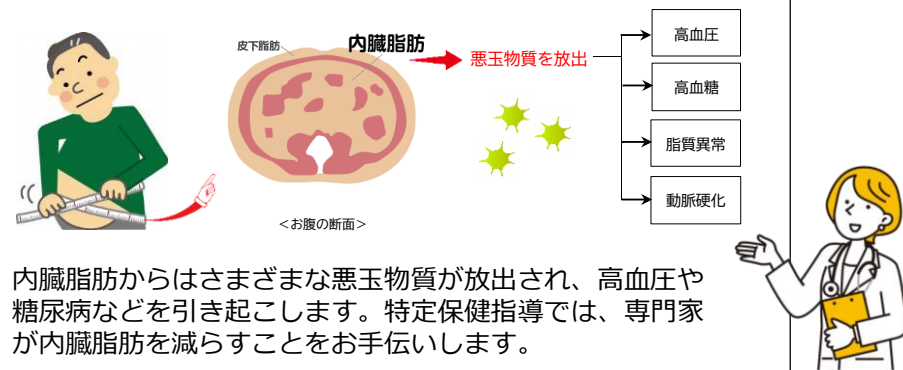 皮下脂肪
内臓脂肪
悪玉物質を放出
高血圧
高血糖
脂質異常
動脈硬化
＜お腹の断面＞
内臓脂肪からはさまざまな悪玉物質が放出され、高血圧や
糖尿病などを引き起こします。特定保健指導では、専門家
が内臓脂肪を減らすことをお手伝いします。